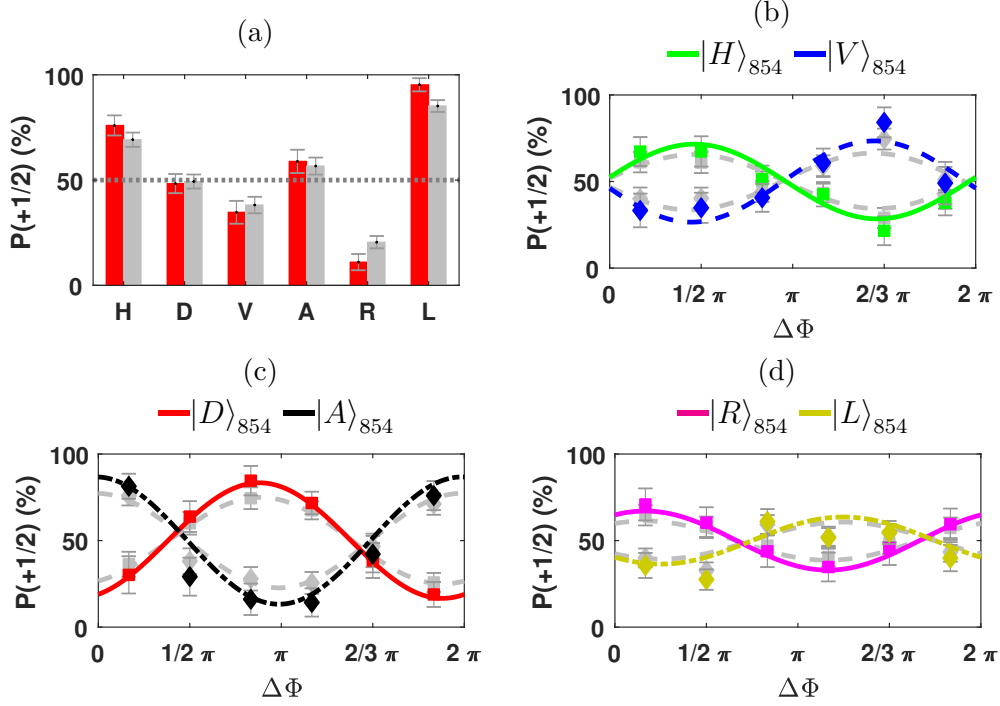 (a)
P(+1/2) (%)
100
50
0
H D V A R L
(b)
|H⟩854 |V⟩854
P(+1/2) (%)
100
50
0
0 1/2 π π 2/3 π 2 π
ΔΦ
(c)
|D⟩854 |A⟩854
P(+1/2) (%)
100
50
0
0 1/2 π π 2/3 π 2 π
ΔΦ
(d)
|R⟩854 |L⟩854
P(+1/2) (%)
100
50
0
0 1/2 π π 2/3 π 2 π
ΔΦ